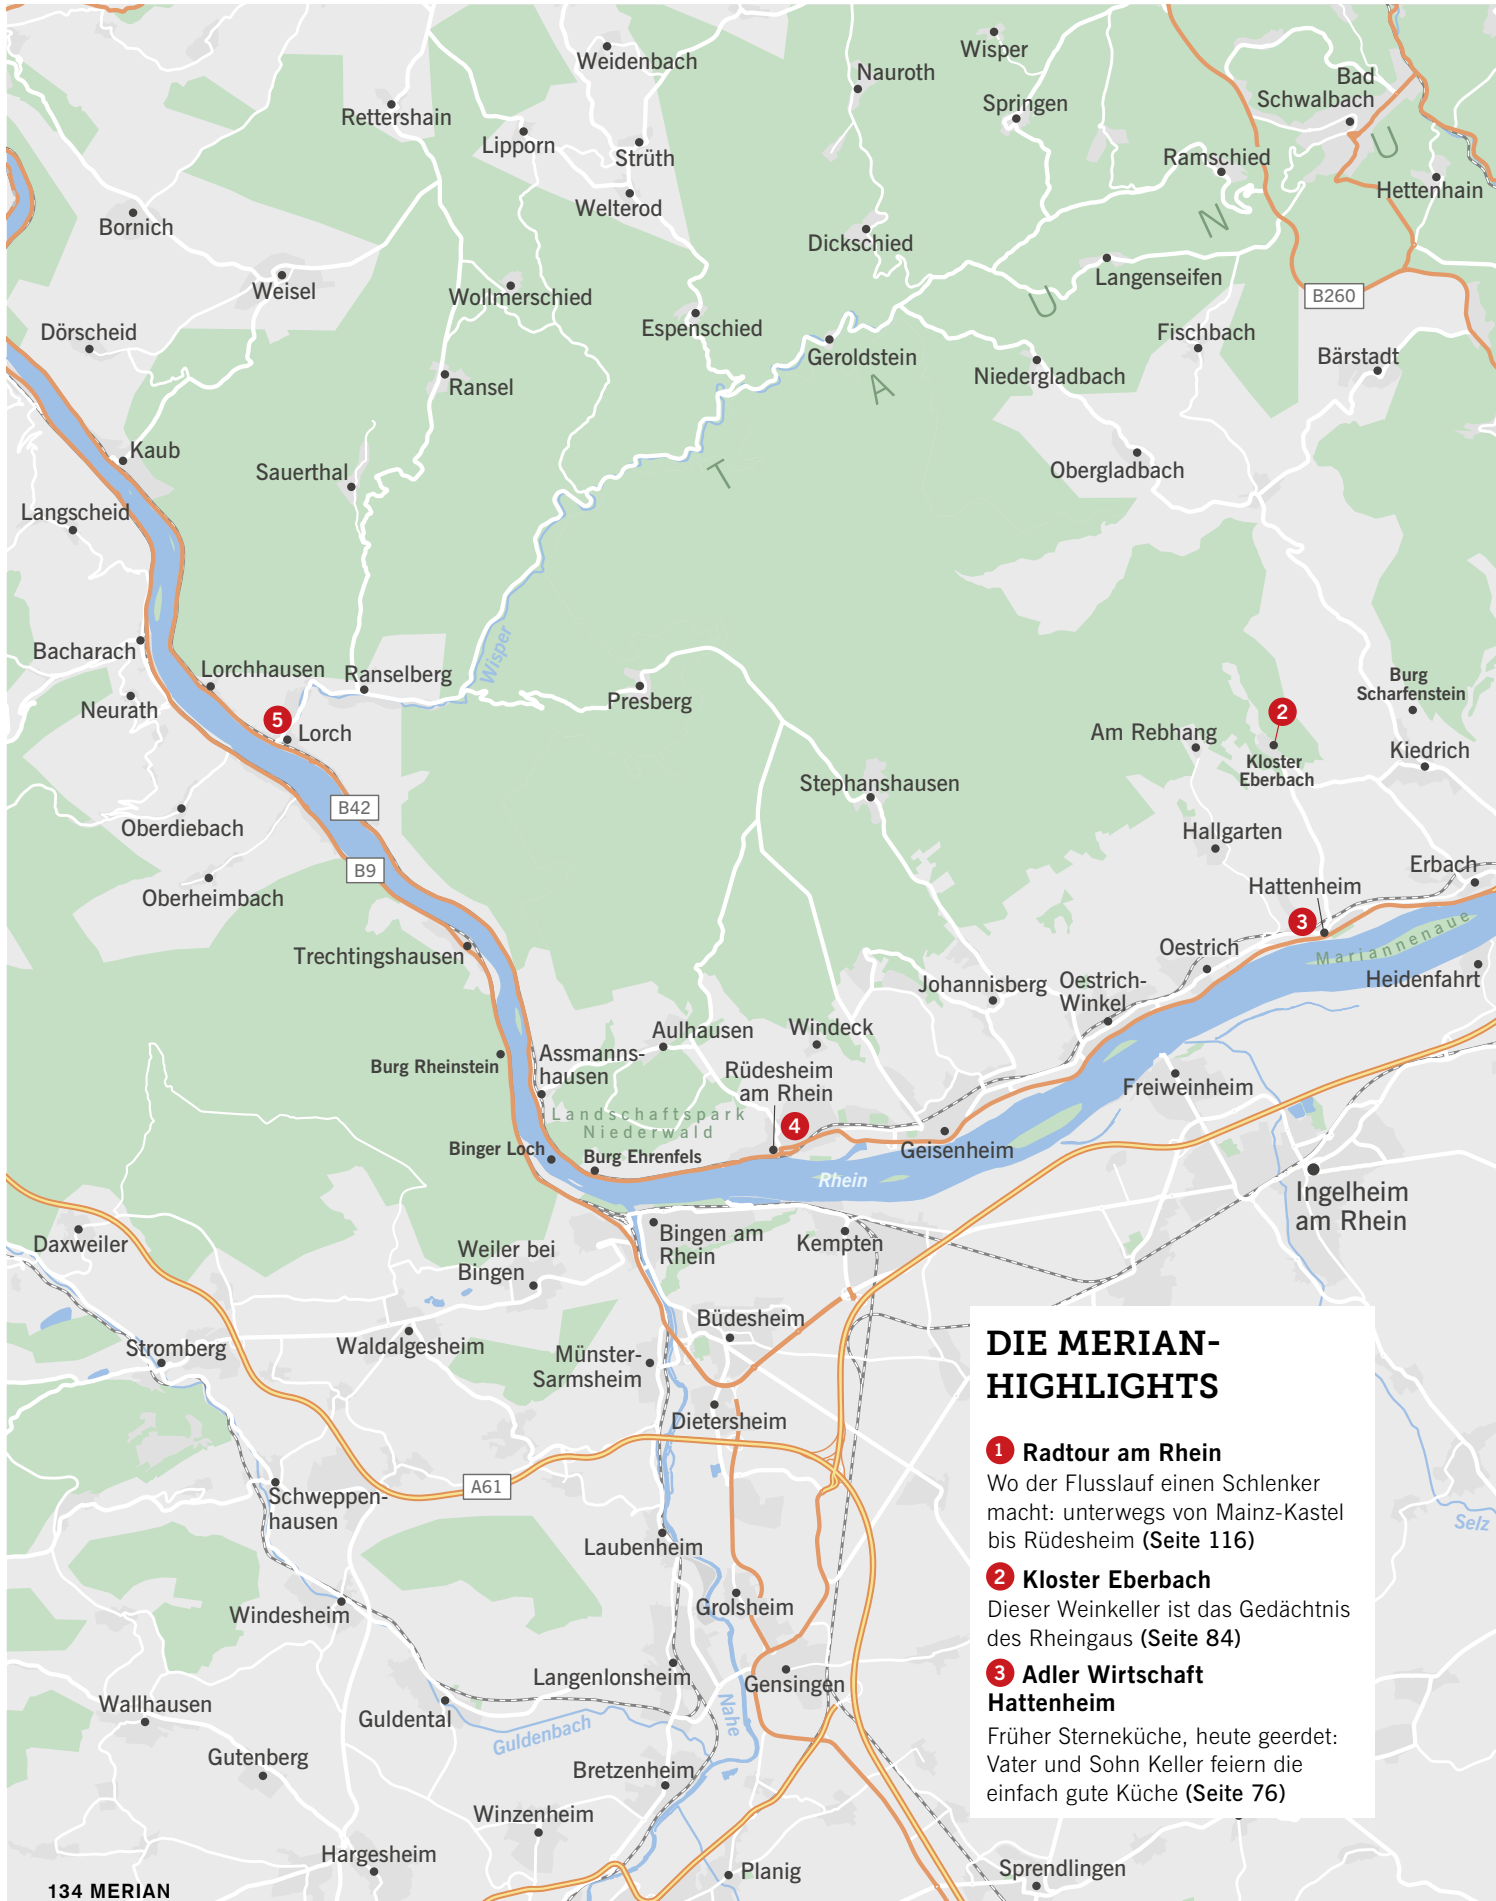 Weidenbach
Wisper
Nauroth
Bad
Schwalbach
Rettershain
Springen
Lipporn
Strüth
Ramschied
Hettenhain
Welterod
Bornich
Dickschied
Langenseifen
Weisel
Wollmerschied
B260
Espenschied
Dörscheid
Geroldstein
Fischbach
Bärstadt
Niedergladbach
Ransel
T A U N U
Kaub
Sauerthal
Obergladbach
Langscheid
Bacharach
Lorchhausen
Ranselberg
Wisper
Neurath
Presberg
Burg
Scharfenstein
5
Lorch
2
Am Rebhang
Kloster
Eberbach
Kiedrich
Stephanshausen
B42
Oberdiebach
Hallgarten
B9
Erbach
Oberheimbach
Hattenheim
3
Trechtingshausen
Oestrich
Mariannenaue
Heidenfahrt
Johannisberg
Oestrich-
Winkel
Aulhausen
Windeck
Burg Rheinstein
Assmanns-
hausen
Rüdesheim
am Rhein
Freiweinheim
Landschaftspark
Niederwald
4
Binger Loch
Burg Ehrenfels
Geisenheim
Rhein
Ingelheim
am Rhein
Daxweiler
Weiler bei
Bingen
Bingen am
Rhein
Kempten
Büdesheim
Stromberg
Waldalgesheim
Münster-
Sarmsheim
Dietersheim
A61
Schweppen-
hausen
Laubenheim
Selz
Windesheim
Grolsheim
Langenlonsheim
Gensingen
Wallhausen
Guldental
Guldenbach
Nahe
Gutenberg
Bretzenheim
Winzenheim
Hargesheim
Planig
Sprendlingen
DIE MERIAN-
HIGHLIGHTS
1 Radtour am Rhein
Wo der Flusslauf einen Schlenker
macht: unterwegs von Mainz-Kastel
bis Rüdesheim (Seite 116)
2 Kloster Eberbach
Dieser Weinkeller ist das Gedächtnis
des Rheingaus (Seite 84)
3 Adler Wirtschaft
Hattenheim
Früher Sterneküche, heute geerdet:
Vater und Sohn Keller feiern die
einfach gute Küche (Seite 76)
134 MERIAN